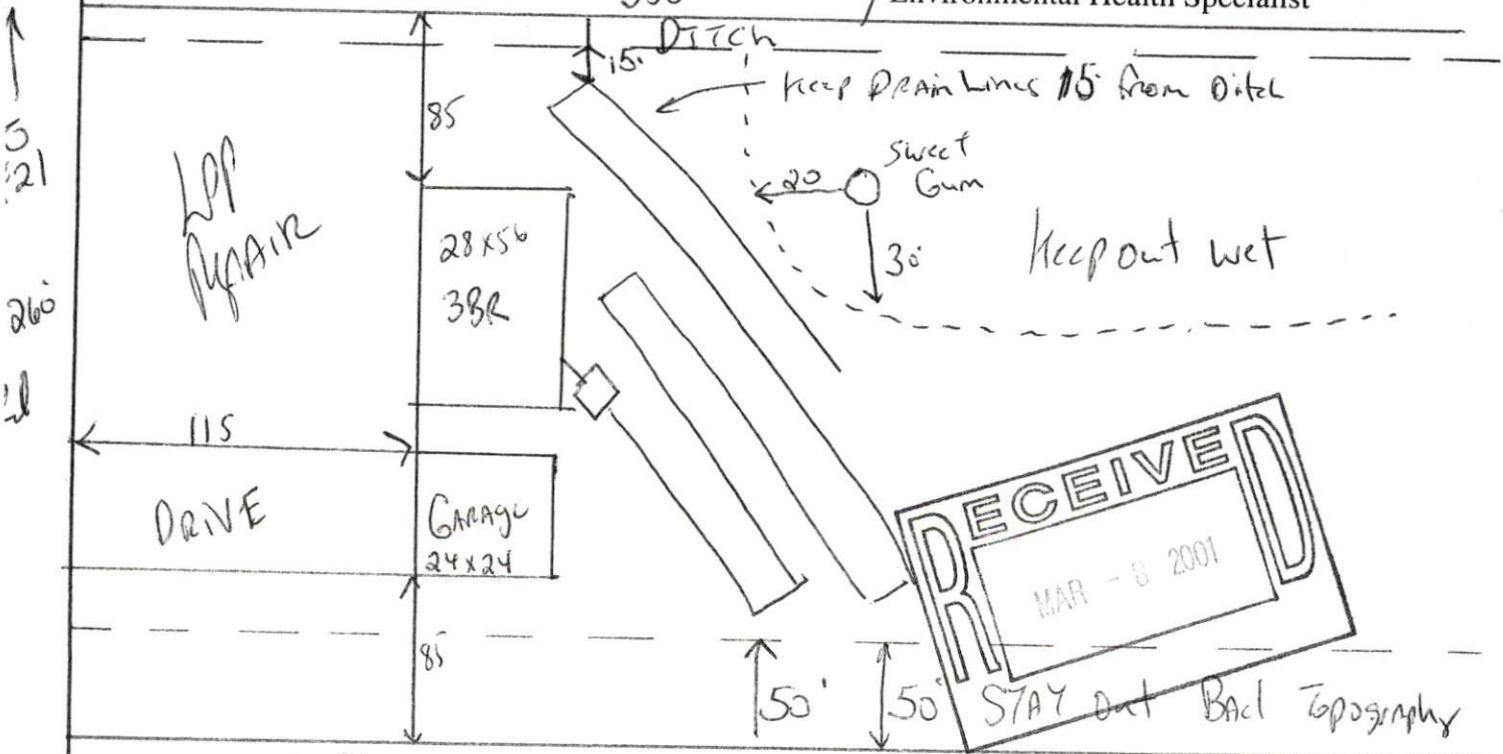 Environmental Health Specialist
DITCH
15'
Keep Drain Lines 15' from Ditch
85
Sweet
Gum
20
30'
Keep out wet
LPP
REPAIR
28x56
3BR
260'
115
DRIVE
GARAGE
24x24
85
RECEIVED
MAR - 8 2001
50'
50'
STAY out Bad Topography